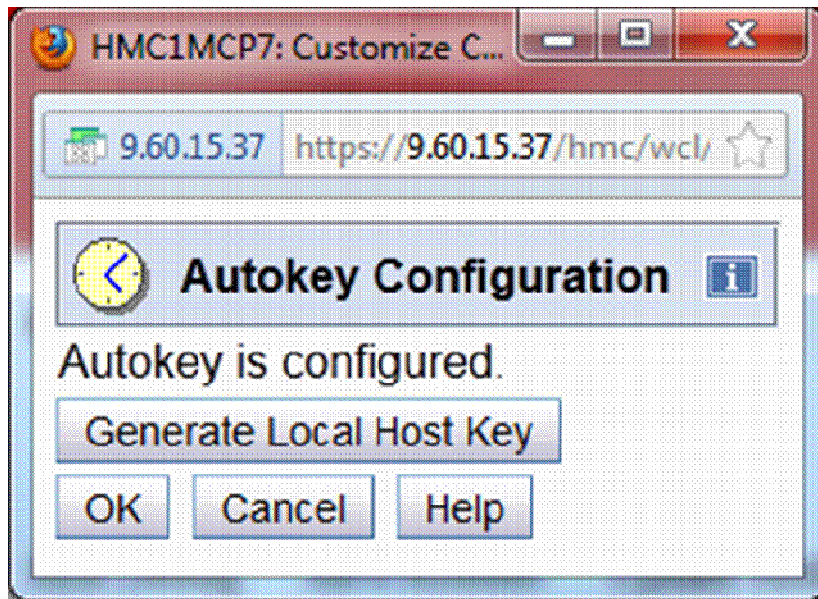 HMC1MCP7: Customize C...
9.60.15.37 https://9.60.15.37/hmc/wcl/
Autokey Configuration
Autokey is configured.
Generate Local Host Key
OK Cancel Help